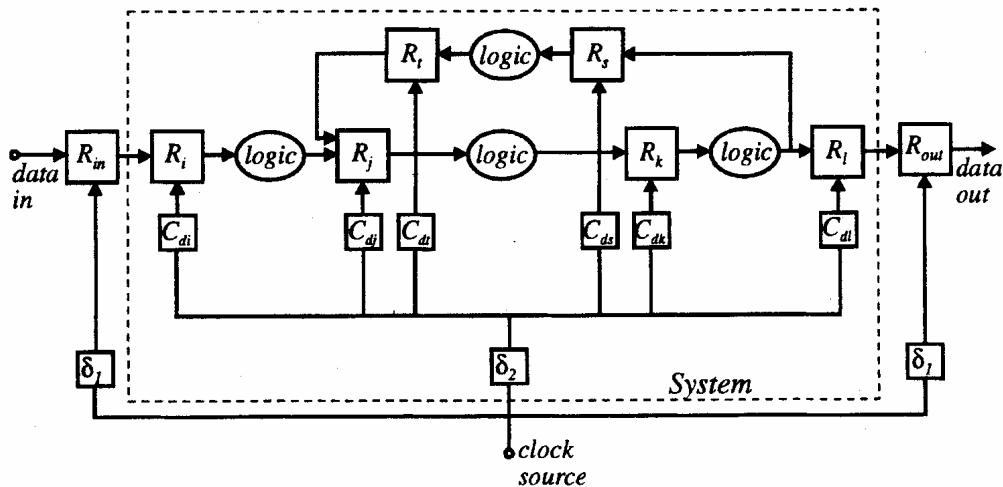 R_t logic R_s
data in R_in R_i logic R_j logic R_k logic R_l R_out data out
C_di C_dj C_dt C_ds C_dk C_dl
δ_1 δ_2 δ_1
System
clock source